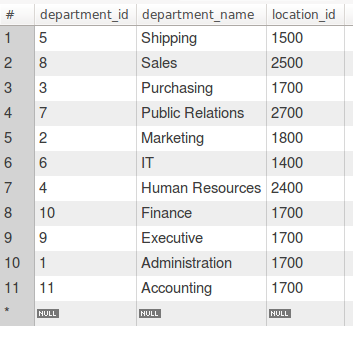 # department_id department_name location_id
1 5 Shipping 1500
2 8 Sales 2500
3 3 Purchasing 1700
4 7 Public Relations 2700
5 2 Marketing 1800
6 6 IT 1400
7 4 Human Resources 2400
8 10 Finance 1700
9 9 Executive 1700
10 1 Administration 1700
11 11 Accounting 1700
* NULL NULL NULL